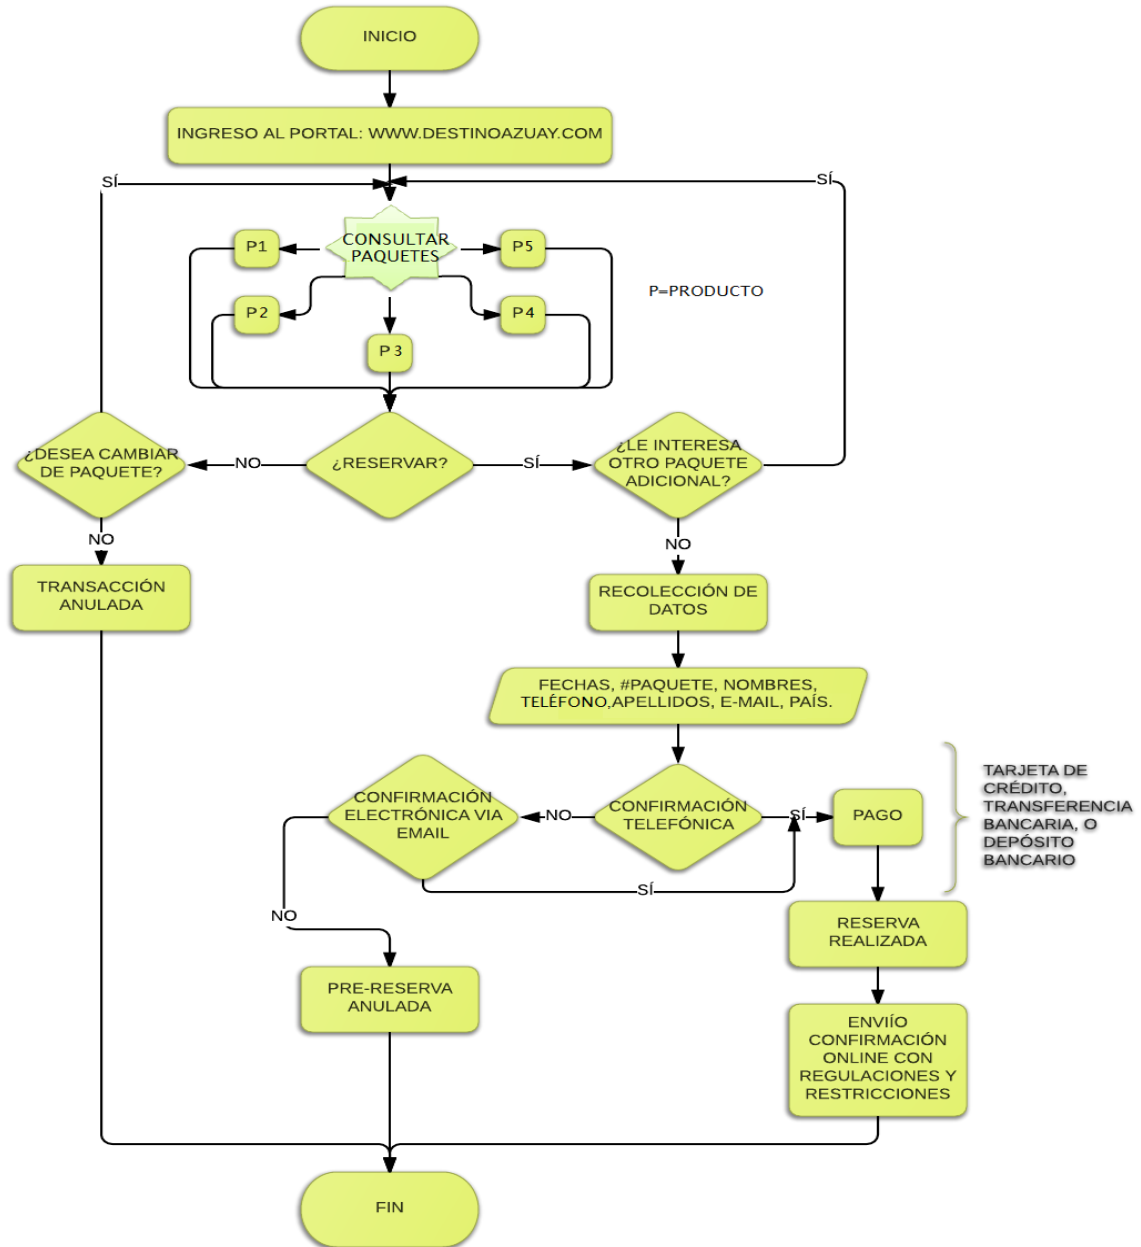 INICIO
INGRESO AL PORTAL: WWW.DESTINOAZUAY.COM
SÍ
SÍ
CONSULTAR
PAQUETES
P1
P5
P2
P4
P 3
P=PRODUCTO
¿DESEA CAMBIAR
DE PAQUETE?
NO
¿RESERVAR?
SÍ
¿LE INTERESA
OTRO PAQUETE
ADICIONAL?
NO
NO
TRANSACCIÓN
ANULADA
RECOLECCIÓN DE
DATOS
FECHAS, #PAQUETE, NOMBRES,
TELÉFONO,APELLIDOS, E-MAIL, PAÍS.
CONFIRMACIÓN
ELECTRÓNICA VIA
EMAIL
NO
CONFIRMACIÓN
TELEFÓNICA
SÍ
PAGO
TARJETA DE
CRÉDITO,
TRANSFERENCIA
BANCARIA, O
DEPÓSITO
BANCARIO
SÍ
NO
RESERVA
REALIZADA
PRE-RESERVA
ANULADA
ENVIÍO
CONFIRMACIÓN
ONLINE CON
REGULACIONES Y
RESTRICCIONES
FIN